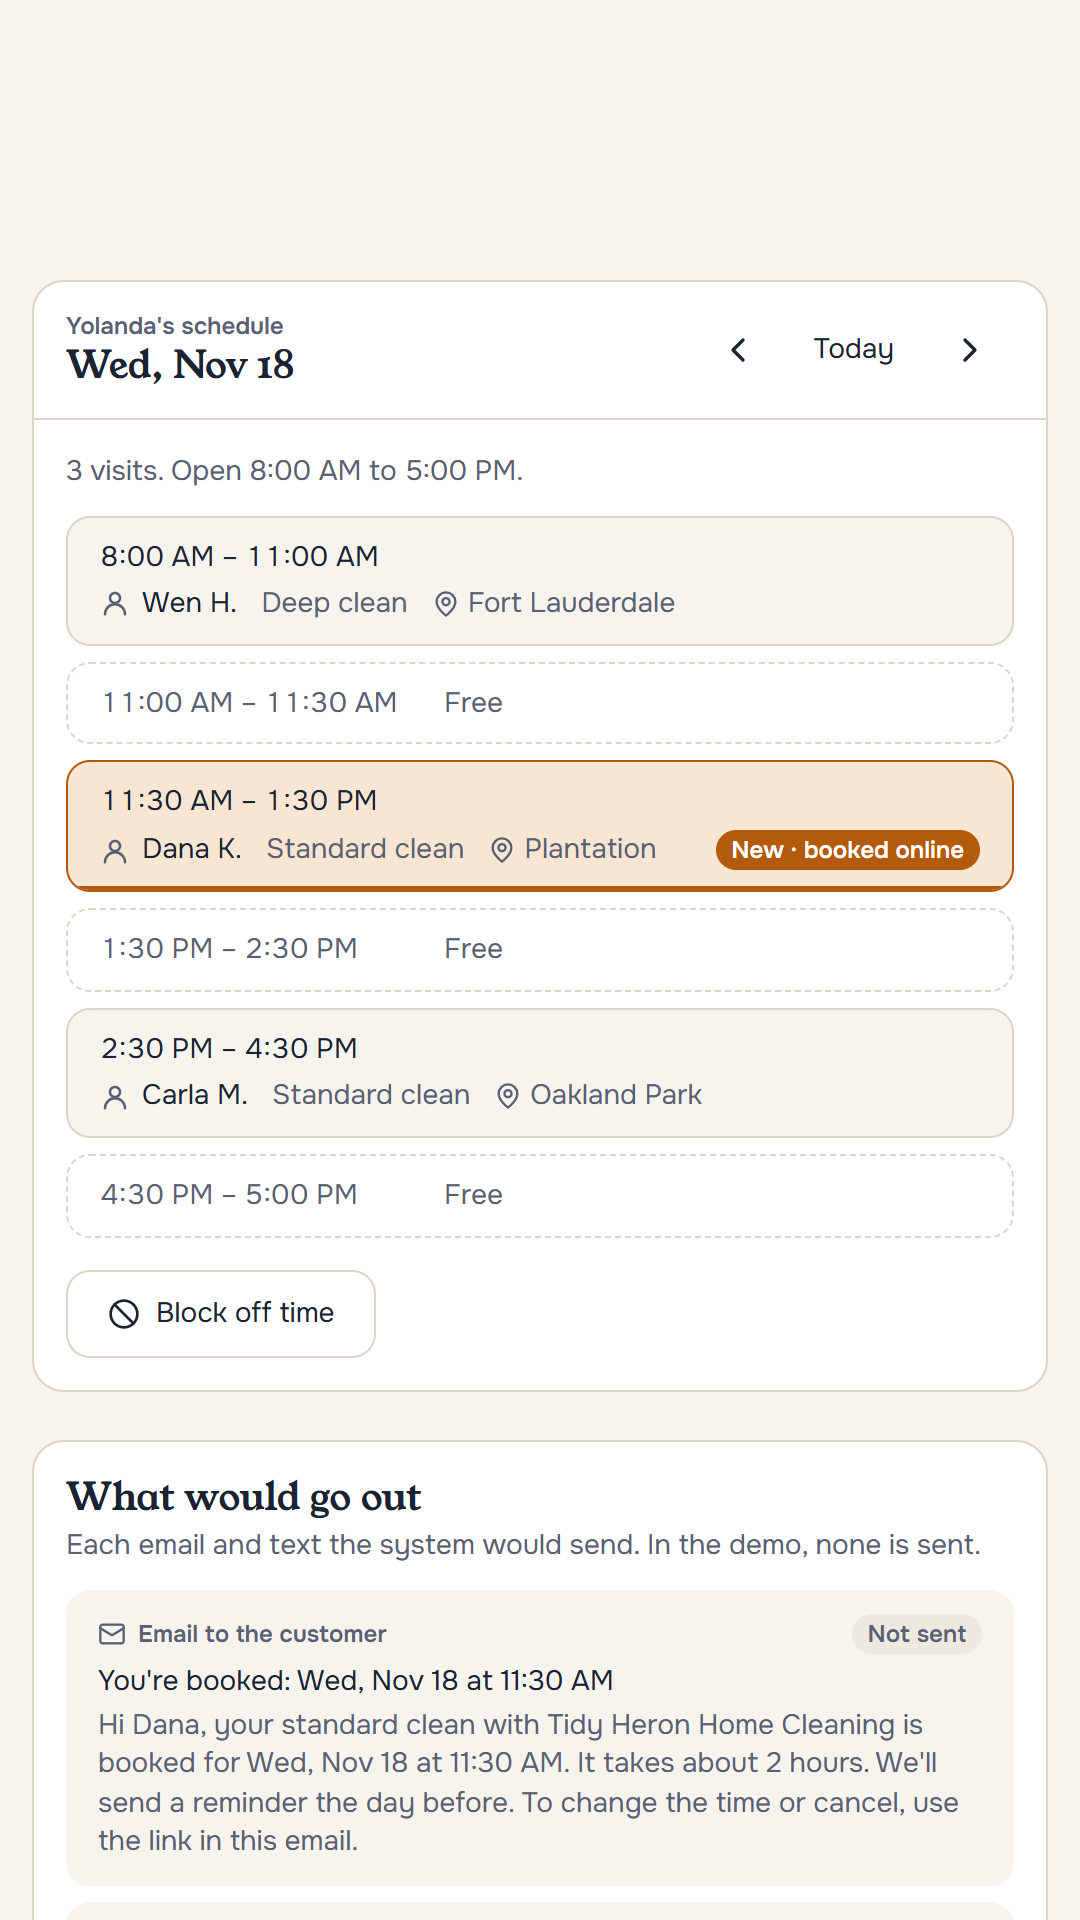 Yolanda's schedule
Wed, Nov 18
Today
3 visits. Open 8:00 AM to 5:00 PM.
8:00 AM – 11:00 AM
Wen H. Deep clean Fort Lauderdale
11:00 AM – 11:30 AM Free
11:30 AM – 1:30 PM
Dana K. Standard clean Plantation New · booked online
1:30 PM – 2:30 PM Free
2:30 PM – 4:30 PM
Carla M. Standard clean Oakland Park
4:30 PM – 5:00 PM Free
Block off time
What would go out
Each email and text the system would send. In the demo, none is sent.
Email to the customer Not sent
You're booked: Wed, Nov 18 at 11:30 AM
Hi Dana, your standard clean with Tidy Heron Home Cleaning is
booked for Wed, Nov 18 at 11:30 AM. It takes about 2 hours. We'll
send a reminder the day before. To change the time or cancel, use
the link in this email.